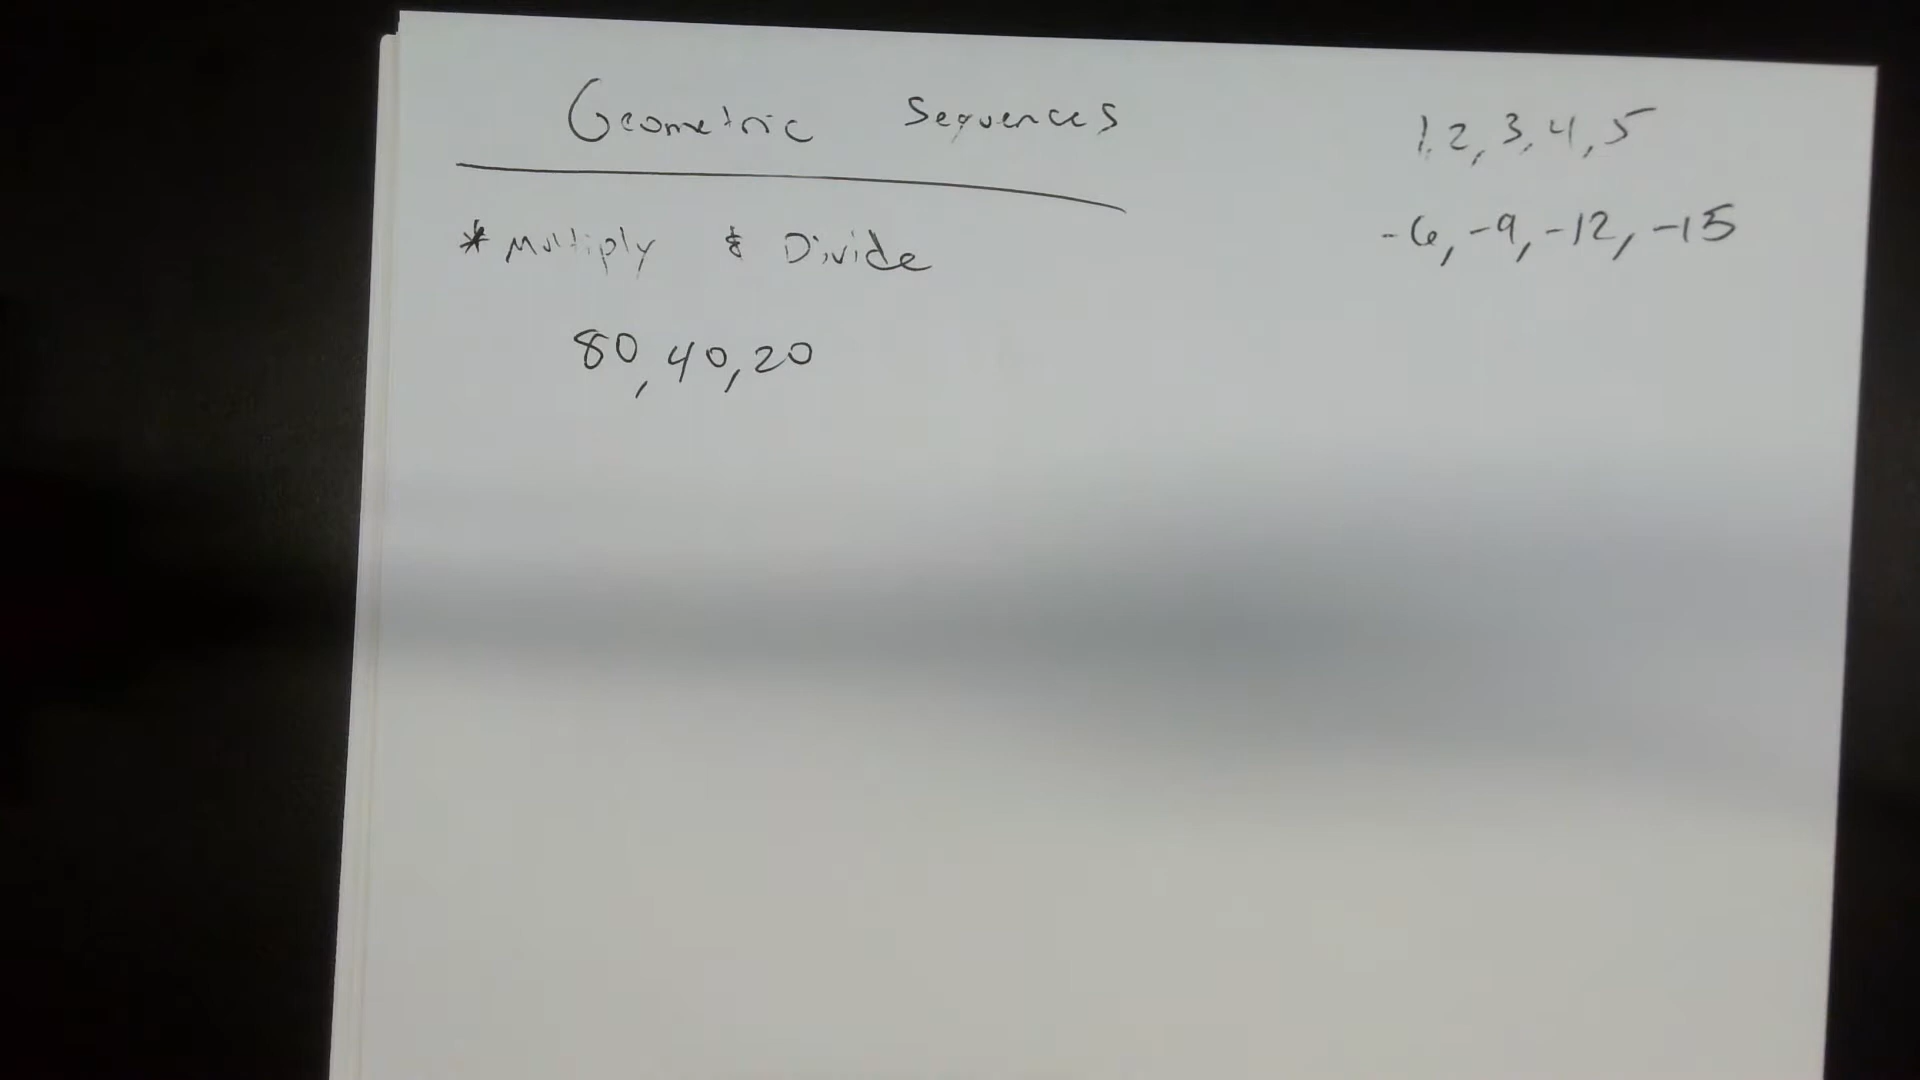 Geometric Sequences
* Multiply & Divide
80, 40, 20
1, 2, 3, 4, 5
-6, -9, -12, -15